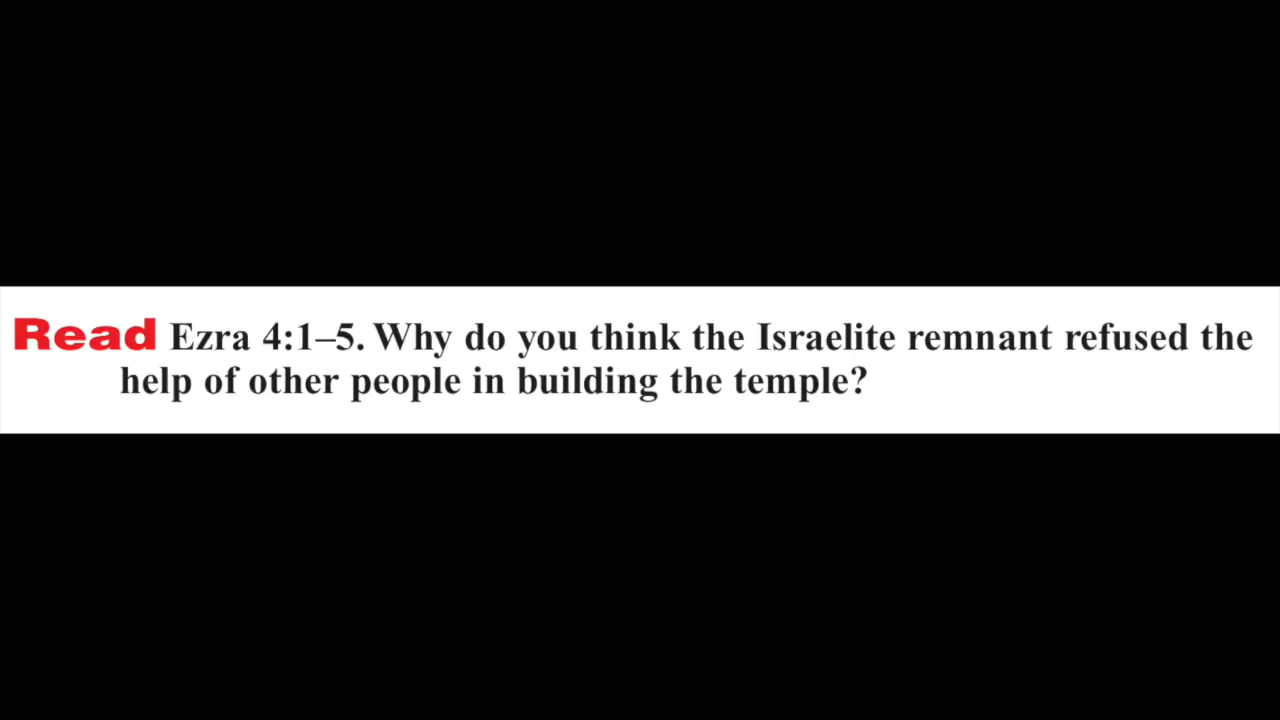 Read Ezra 4:1–5. Why do you think the Israelite remnant refused the
help of other people in building the temple?